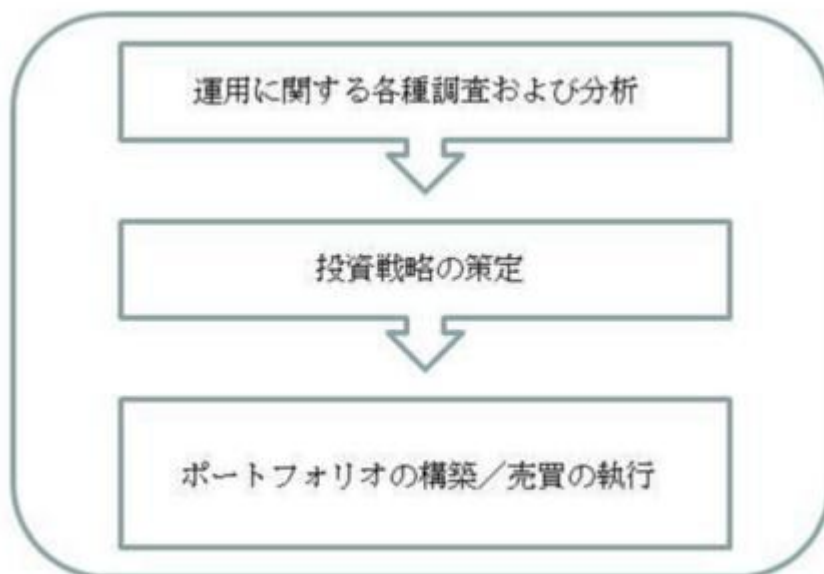 運用に関する各種調査および分析
投資戦略の策定
ポートフォリオの構築／売買の執行